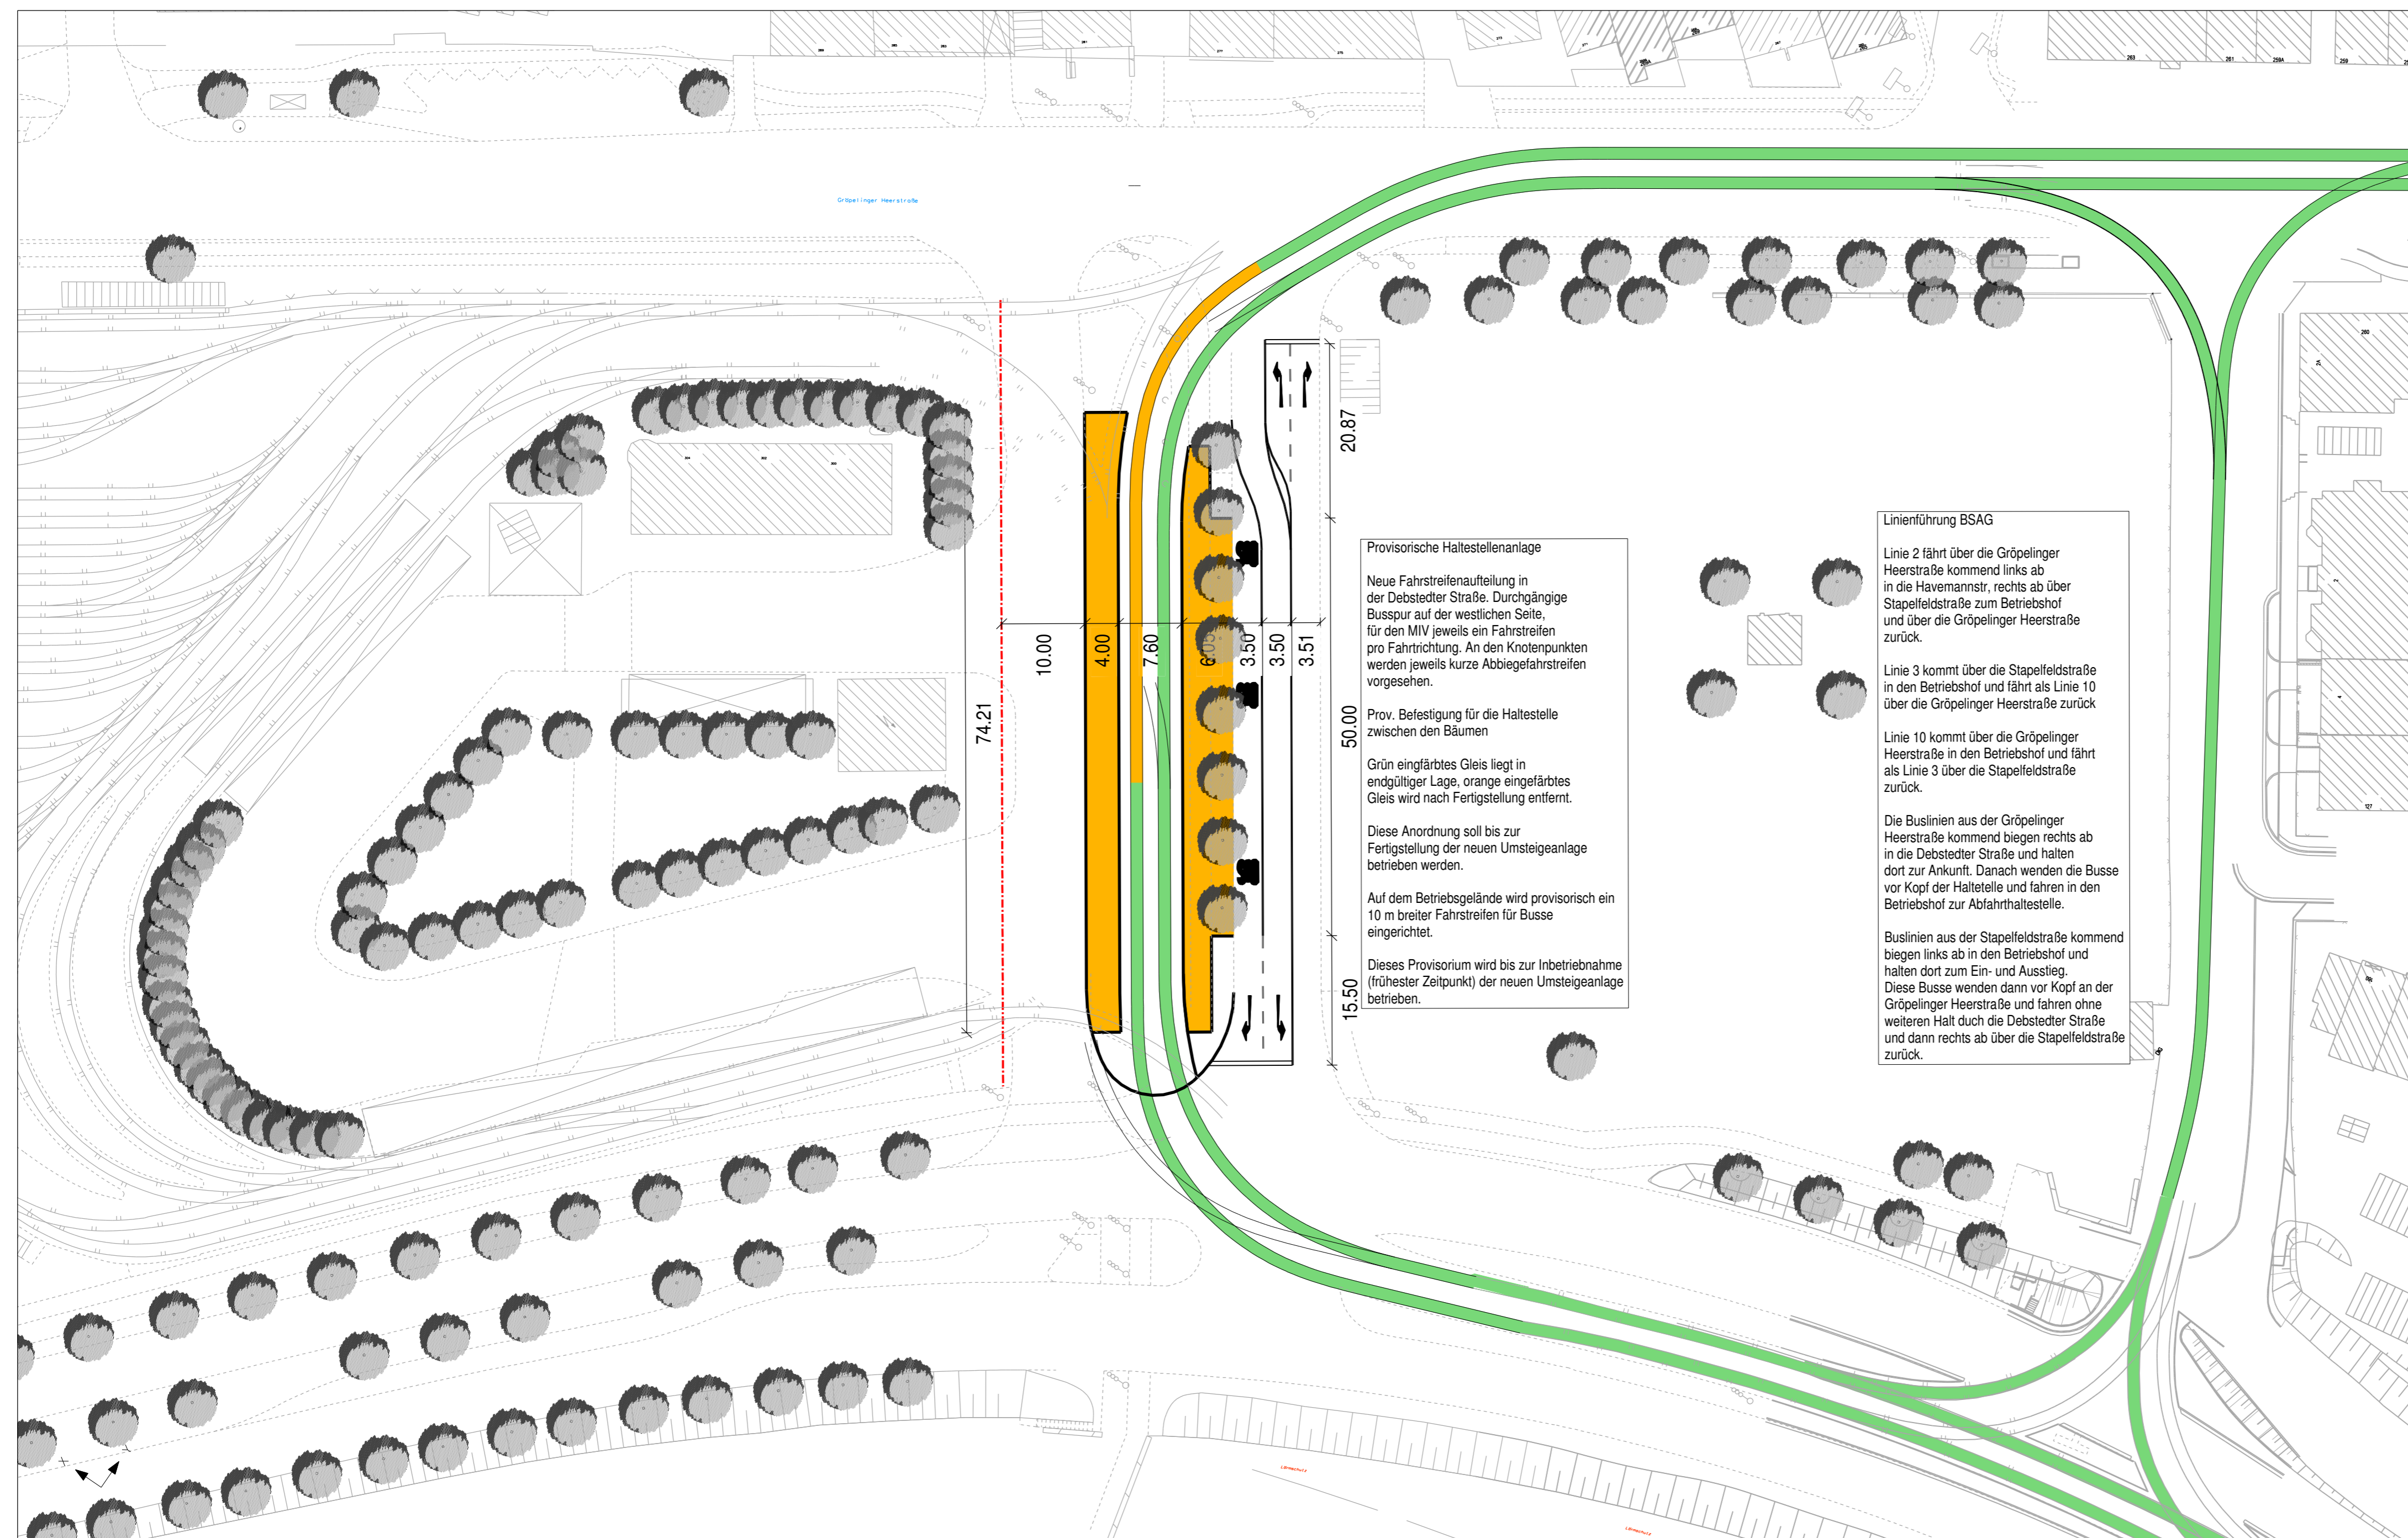 263
261
259A
259
Gröpelinger Heerstraße
280
2A
20.87
Linienführung BSAG
Linie 2 fährt über die Gröpelinger
Heerstraße kommend links ab
in die Havemannstr, rechts ab über
Stapelfeldstraße zum Betriebshof
und über die Gröpelinger Heerstraße
zurück.
Linie 3 kommt über die Stapelfeldstraße
in den Betriebshof und fährt als Linie 10
über die Gröpelinger Heerstraße zurück
Linie 10 kommt über die Gröpelinger
Heerstraße in den Betriebshof und fährt
als Linie 3 über die Stapelfeldstraße
zurück.
Die Buslinien aus der Gröpelinger
Heerstraße kommend biegen rechts ab
in die Debstedter Straße und halten
dort zur Ankunft. Danach wenden die Busse
vor Kopf der Haltetelle und fahren in den
Betriebshof zur Abfahrthaltestelle.
Buslinien aus der Stapelfeldstraße kommend
biegen links ab in den Betriebshof und
halten dort zum Ein- und Ausstieg.
Diese Busse wenden dann vor Kopf an der
Gröpelinger Heerstraße und fahren ohne
weiteren Halt duch die Debstedter Straße
und dann rechts ab über die Stapelfeldstraße
zurück.
Provisorische Haltestellenanlage
Neue Fahrstreifenaufteilung in
der Debstedter Straße. Durchgängige
Busspur auf der westlichen Seite,
für den MIV jeweils ein Fahrstreifen
pro Fahrtrichtung. An den Knotenpunkten
werden jeweils kurze Abbiegefahrstreifen
vorgesehen.
Prov. Befestigung für die Haltestelle
zwischen den Bäumen
Grün eingfärbtes Gleis liegt in
endgültiger Lage, orange eingefärbtes
Gleis wird nach Fertigstellung entfernt.
Diese Anordnung soll bis zur
Fertigstellung der neuen Umsteigeanlage
betrieben werden.
Auf dem Betriebsgelände wird provisorisch ein
10 m breiter Fahrstreifen für Busse
eingerichtet.
Dieses Provisorium wird bis zur Inbetriebnahme
(frühester Zeitpunkt) der neuen Umsteigeanlage
betrieben.
10.00
4.00
7.60
3.50
3.50
3.51
74.21
50.00
15.50
2
4
127
Lärmschutz
Lärmschutz